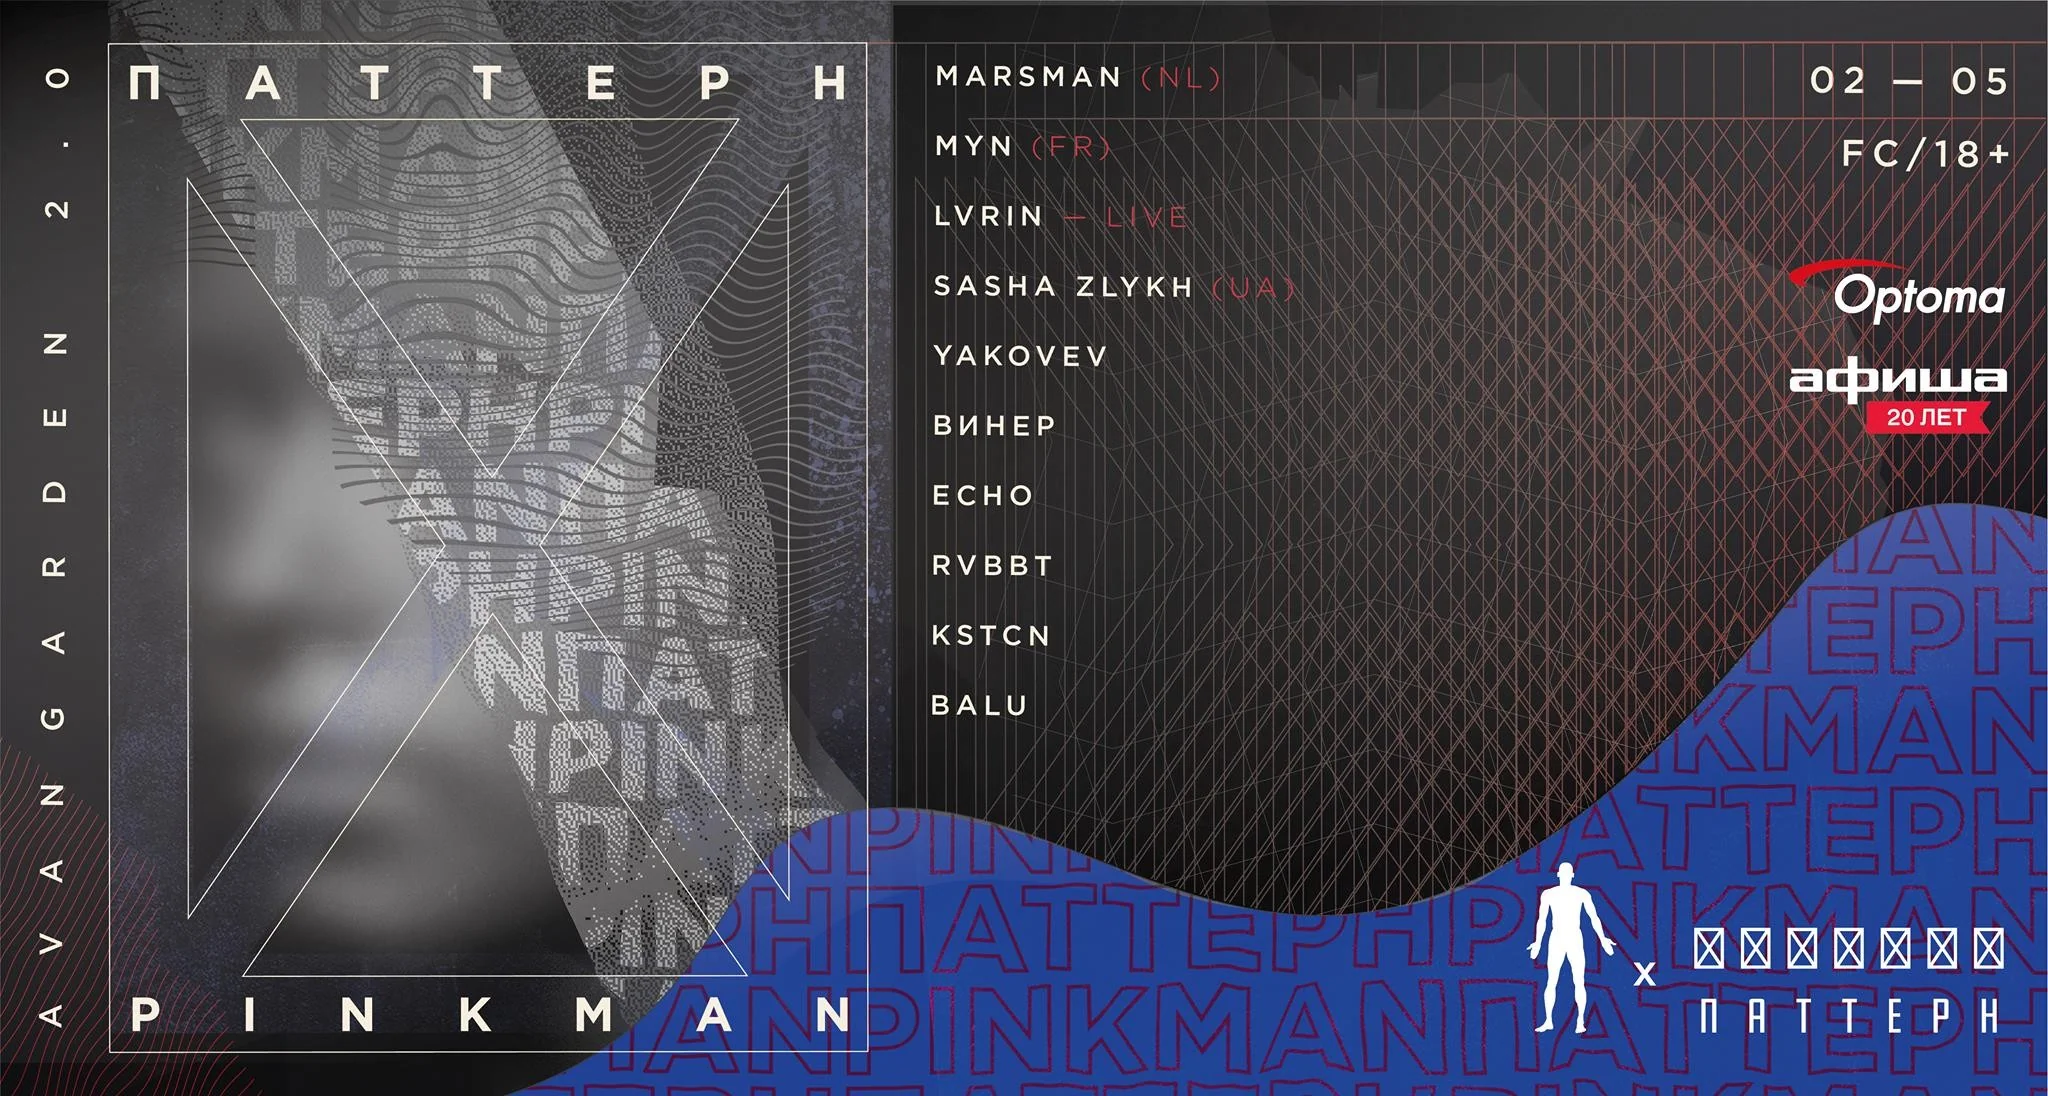 AVANGARDEN 2.0
ПАТТЕРН
PINKMAN
MARSMAN (NL)
MYN (FR)
LVRIN — LIVE
SASHA ZLYKH (UA)
YAKOVEV
ВИНЕР
ECHO
RVBBT
KSTCN
BALU
02 — 05
FC/18+
Optoma
афиша
20 ЛЕТ
x
ПАТТЕРН